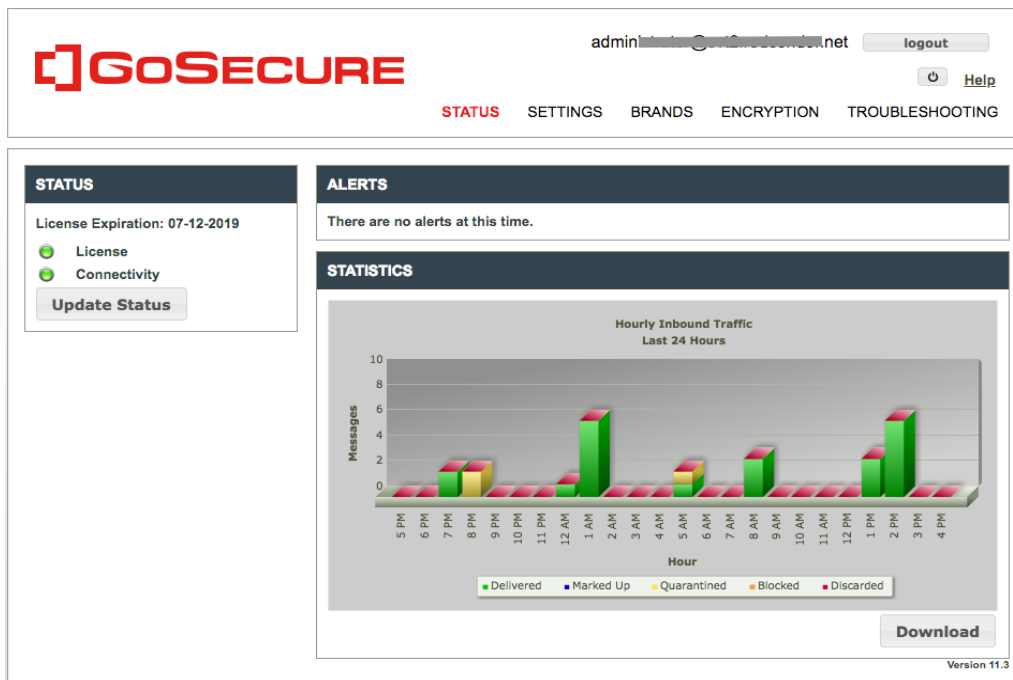 GoSecure
admin net logout
Help
STATUS SETTINGS BRANDS ENCRYPTION TROUBLESHOOTING
STATUS
License Expiration: 07-12-2019
License
Connectivity
Update Status
ALERTS
There are no alerts at this time.
STATISTICS
Hourly Inbound Traffic
Last 24 Hours
Messages
10
8
6
4
2
0
5 PM 6 PM 7 PM 8 PM 9 PM 10 PM 11 PM 12 AM 1 AM 2 AM 3 AM 4 AM 5 AM 6 AM 7 AM 8 AM 9 AM 10 AM 11 AM 12 PM 1 PM 2 PM 3 PM 4 PM
Hour
Delivered Marked Up Quarantined Blocked Discarded
Download
Version 11.3